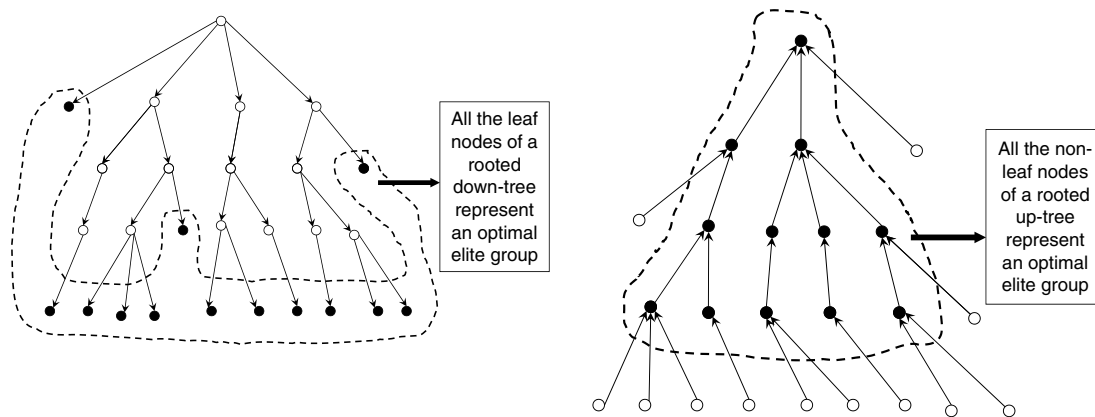 All the leaf
nodes of a
rooted
down-tree
represent
an optimal
elite group
All the non-
leaf nodes
of a rooted
up-tree
represent
an optimal
elite group